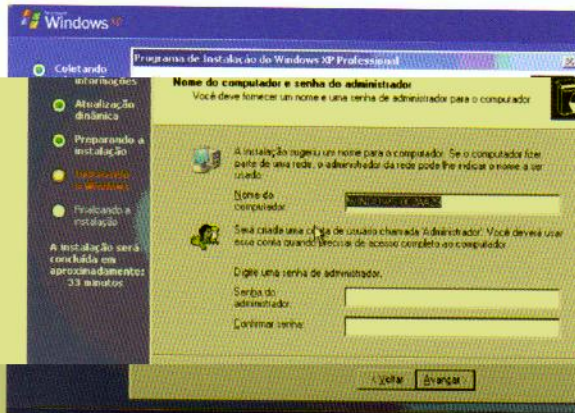 Windows xp
Programa de Instalação do Windows XP Professional
Coletando
informações
Atualização
dinâmica
Preparando a
instalação
Instalando
o Windows
Finalizando a
instalação
A instalação será
concluída em
aproximadamente:
33 minutos
Nome do computador e senha do administrador
Você deve fornecer um nome e uma senha de administrador para o computador
A instalação sugeriu um nome para o computador. Se o computador fizer
parte de uma rede, o administrador da rede pode lhe indicar o nome a ser
usado.
Nome do
computador:
Será criada uma conta de usuário chamada 'Administrador'. Você deverá usar
essa conta quando precisar de acesso completo ao computador.
Digite uma senha de administrador.
Senha do
administrador:
Confirmar senha:
< Voltar
Avançar >